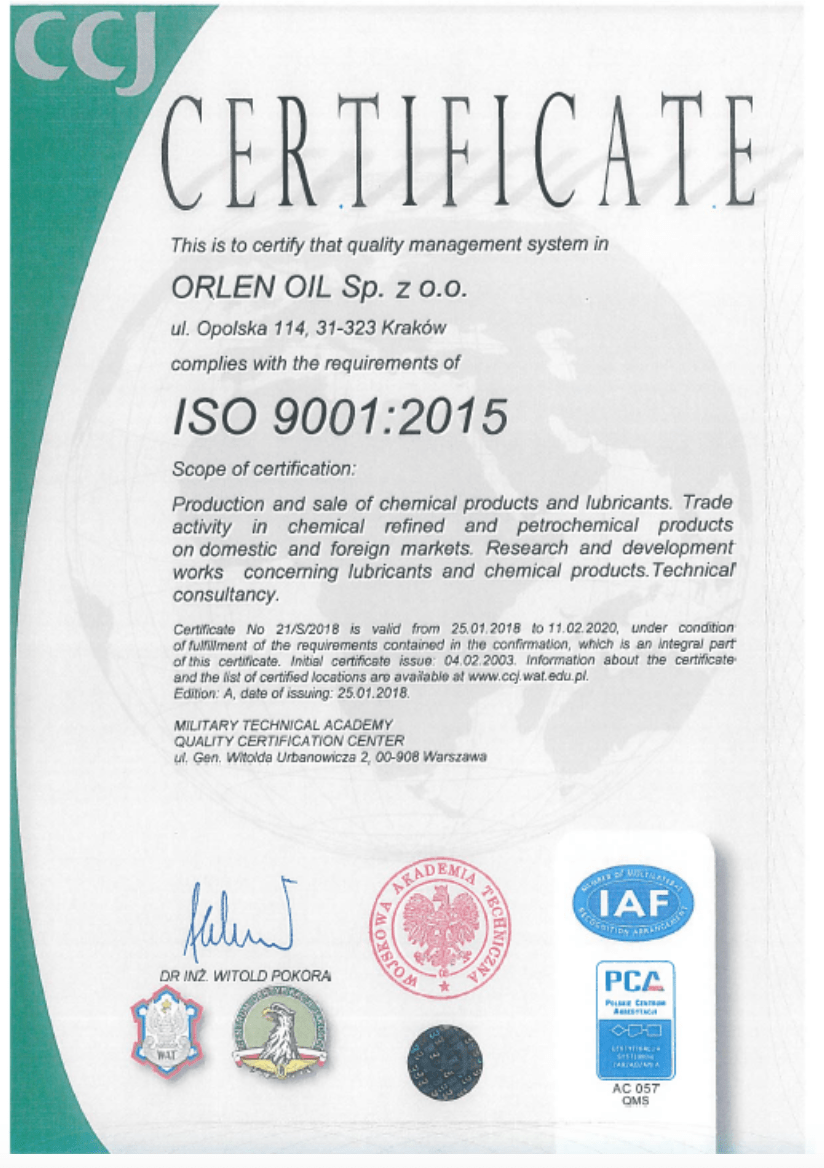 CCJ
CERTIFICATE
This is to certify that quality management system in
ORLEN OIL Sp. z o.o.
ul. Opolska 114, 31-323 Kraków
complies with the requirements of
ISO 9001:2015
Scope of certification:
Production and sale of chemical products and lubricants. Trade
activity in chemical refined and petrochemical products
on domestic and foreign markets. Research and development
works concerning lubricants and chemical products. Technical
consultancy.
Certificate No 21/S/2018 is valid from 25.01.2018 to 11.02.2020, under condition
of fulfillment of the requirements contained in the confirmation, which is an integral part
of this certificate. Initial certificate issue: 04.02.2003. Information about the certificate
and the list of certified locations are available at www.ccj.wat.edu.pl.
Edition: A, date of issuing: 25.01.2018.
MILITARY TECHNICAL ACADEMY
QUALITY CERTIFICATION CENTER
ul. Gen. Witolda Urbanowicza 2, 00-908 Warszawa
DR INŻ. WITOLD POKORA
WAT
WOJSKOWA AKADEMIA TECHNICZNA
MEMBER OF MULTILATERAL
IAF
RECOGNITION ARRANGEMENT
PCA
POLSKIE CENTRUM
AKREDYTACJI
CERTYFIKACJA
SYSTEMÓW
ZARZĄDZANIA
AC 057
QMS